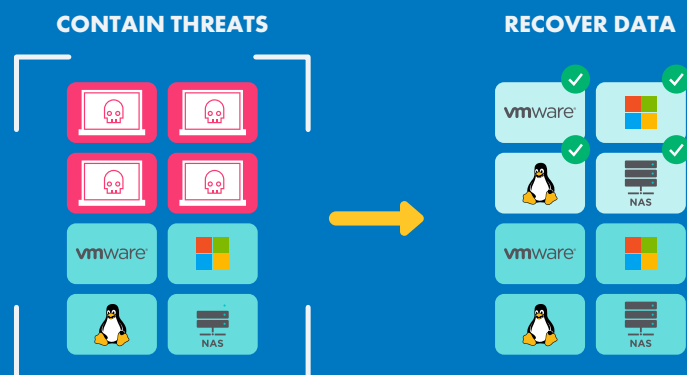 CONTAIN THREATS
RECOVER DATA
vmware
vmware
NAS
NAS
vmware
NAS